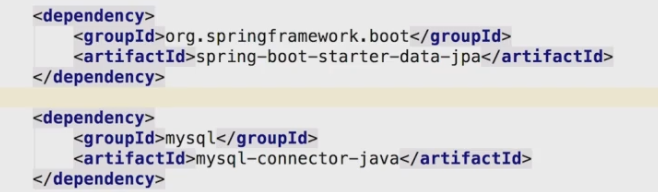 <dependency>
<groupId>org.springframework.boot</groupId>
<artifactId>spring-boot-starter-data-jpa</artifactId>
</dependency>
<dependency>
<groupId>mysql</groupId>
<artifactId>mysql-connector-java</artifactId>
</dependency>